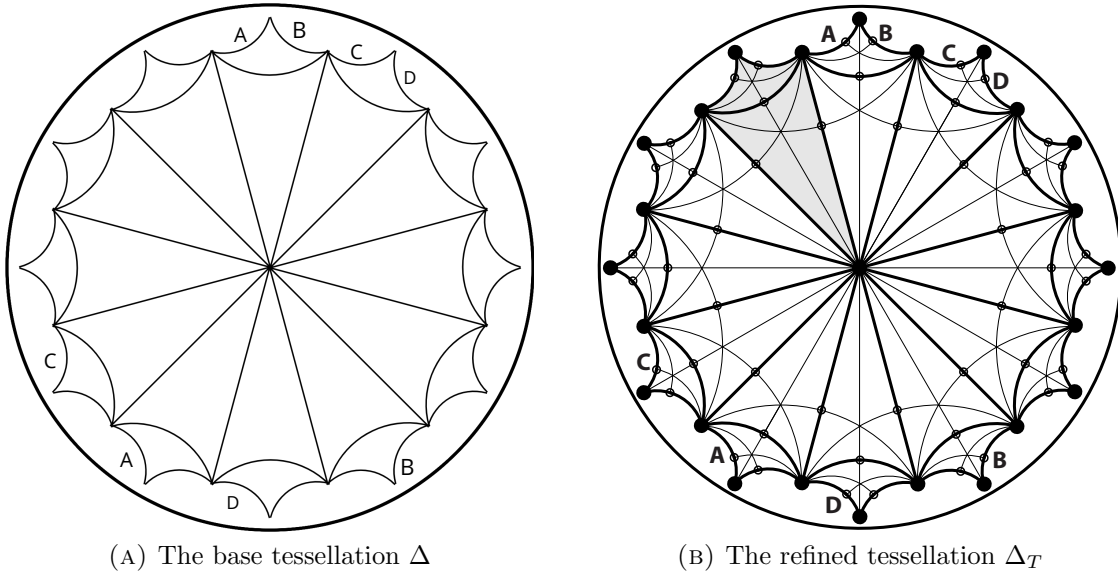 A B C D
C
A
D
B
(A) The base tessellation Δ
A B C D
C
A
D
B
(B) The refined tessellation Δ_T